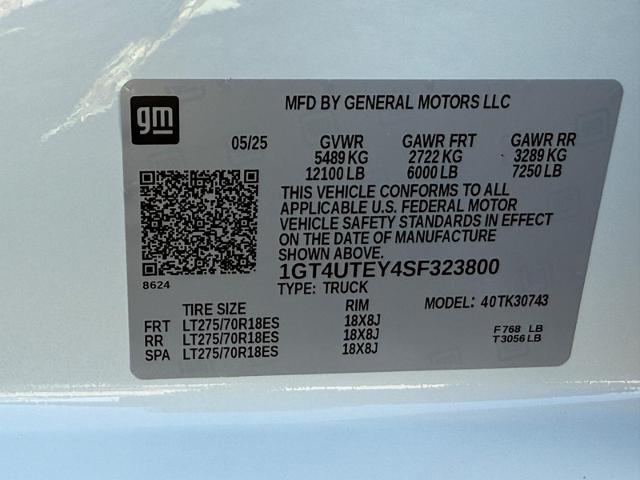 gm
MFD BY GENERAL MOTORS LLC
05/25 GVWR GAWR FRT GAWR RR
5489 KG 2722 KG 3289 KG
12100 LB 6000 LB 7250 LB
THIS VEHICLE CONFORMS TO ALL
APPLICABLE U.S. FEDERAL MOTOR
VEHICLE SAFETY STANDARDS IN EFFECT
ON THE DATE OF MANUFACTURE
SHOWN ABOVE.
8624
1GT4UTEY4SF323800
TYPE: TRUCK
TIRE SIZE RIM MODEL: 40TK30743
FRT LT275/70R18ES 18X8J
RR LT275/70R18ES 18X8J
SPA LT275/70R18ES 18X8J
F768 LB
T3056LB